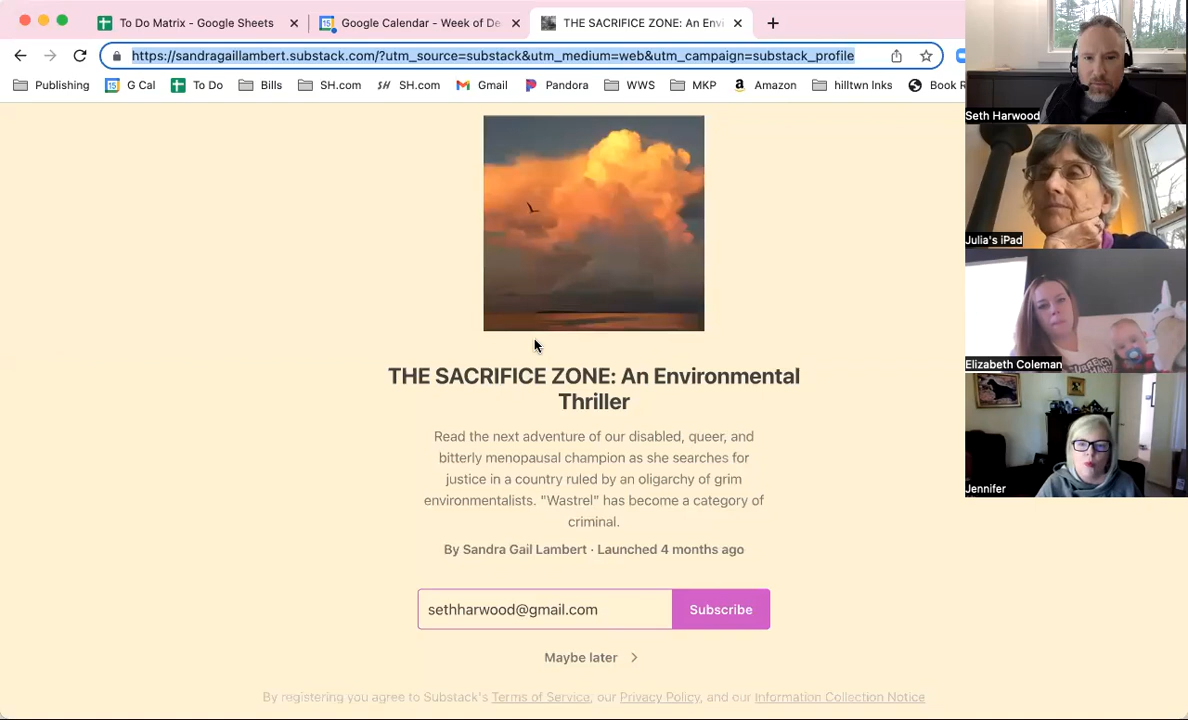 To Do Matrix - Google Sheets
Google Calendar - Week of De
THE SACRIFICE ZONE: An Envi
https://sandragaillambert.substack.com/?utm_source=substack&utm_medium=web&utm_campaign=substack_profile
Publishing G Cal To Do Bills SH.com SH.com Gmail Pandora WWS MKP Amazon hilltwn lnks Book R
THE SACRIFICE ZONE: An Environmental
Thriller
Read the next adventure of our disabled, queer, and
bitterly menopausal champion as she searches for
justice in a country ruled by an oligarchy of grim
environmentalists. "Wastrel" has become a category of
criminal.
By Sandra Gail Lambert · Launched 4 months ago
sethharwood@gmail.com Subscribe
Maybe later
By registering you agree to Substack's Terms of Service, our Privacy Policy, and our Information Collection Notice
Seth Harwood
Julia's iPad
Elizabeth Coleman
Jennifer